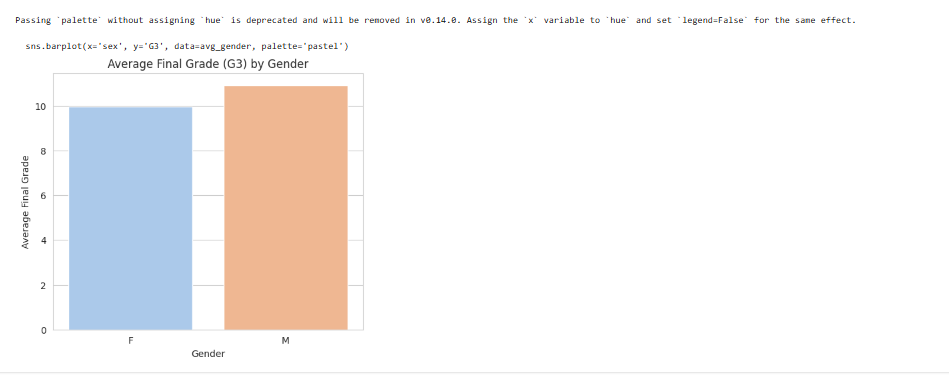 Passing `palette` without assigning `hue` is deprecated and will be removed in v0.14.0. Assign the `x` variable to `hue` and set `legend=False` for the same effect.
sns.barplot(x='sex', y='G3', data=avg_gender, palette='pastel')
Average Final Grade (G3) by Gender
10
8
6
4
2
0
Average Final Grade
F M
Gender